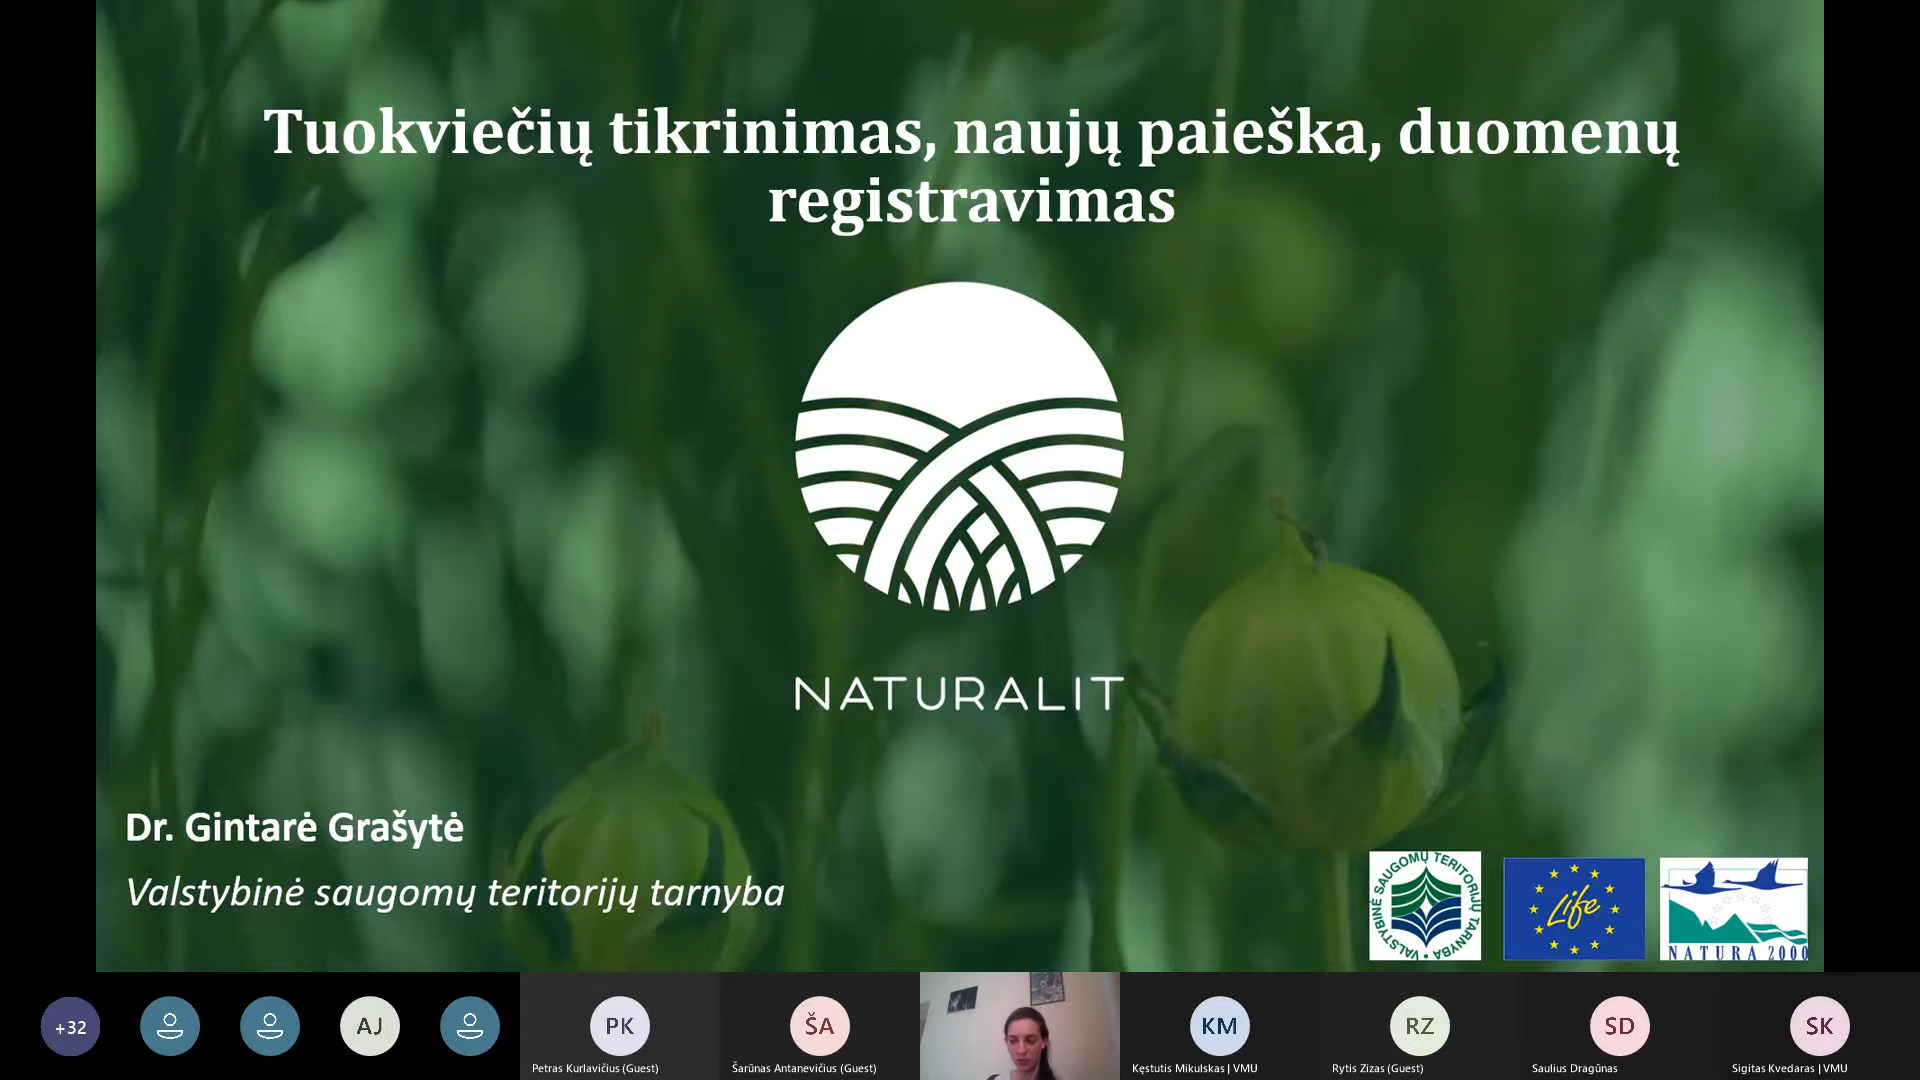 Tuokviečių tikrinimas, naujų paieška, duomenų
registravimas
NATURALIT
Dr. Gintarė Grašytė
Valstybinė saugomų teritorijų tarnyba
VALSTYBINĖ SAUGOMŲ TERITORIJŲ TARNYBA
Life
NATURA 2000
+32
AJ
PK
ŠA
KM
RZ
SD
SK
Petras Kurlavičius (Guest)
Šarūnas Antanevičius (Guest)
Kęstutis Mikulskas | VMU
Rytis Zizas (Guest)
Saulius Dragūnas
Sigitas Kvedaras | VMU